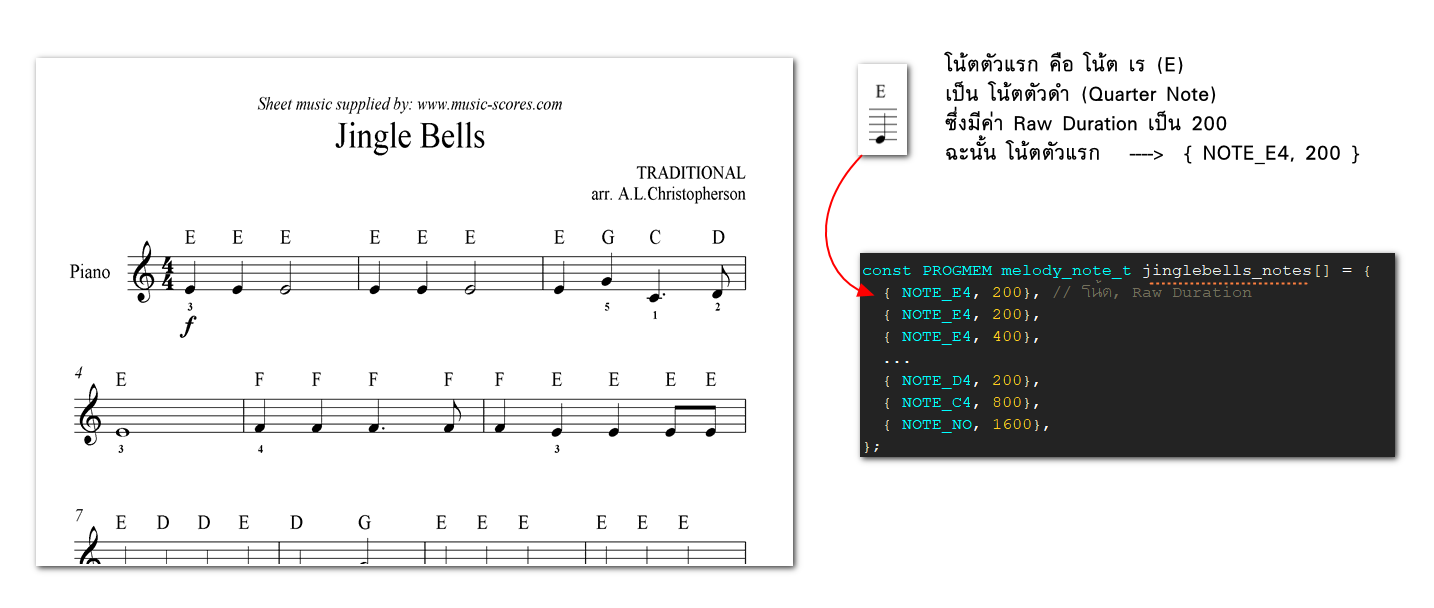 Sheet music supplied by: www.music-scores.com
Jingle Bells
TRADITIONAL
arr. A.L.Christopherson
E E E E E E E G C D
Piano
4 4
3 5 1 2
f
4
E F F F F F E E E E
3 4 3
7
E D D E D G E E E E E E
E
โน้ตตัวแรก คือ โน้ต เร (E)
เป็น โน้ตตัวดำ (Quarter Note)
ซึ่งมีค่า Raw Duration เป็น 200
ฉะนั้น โน้ตตัวแรก ----> { NOTE_E4, 200 }
const PROGMEM melody_note_t jinglebells_notes[] = {
{ NOTE_E4, 200}, // โน้ต, Raw Duration
{ NOTE_E4, 200},
{ NOTE_E4, 400},
...
{ NOTE_D4, 200},
{ NOTE_C4, 800},
{ NOTE_NO, 1600},
};